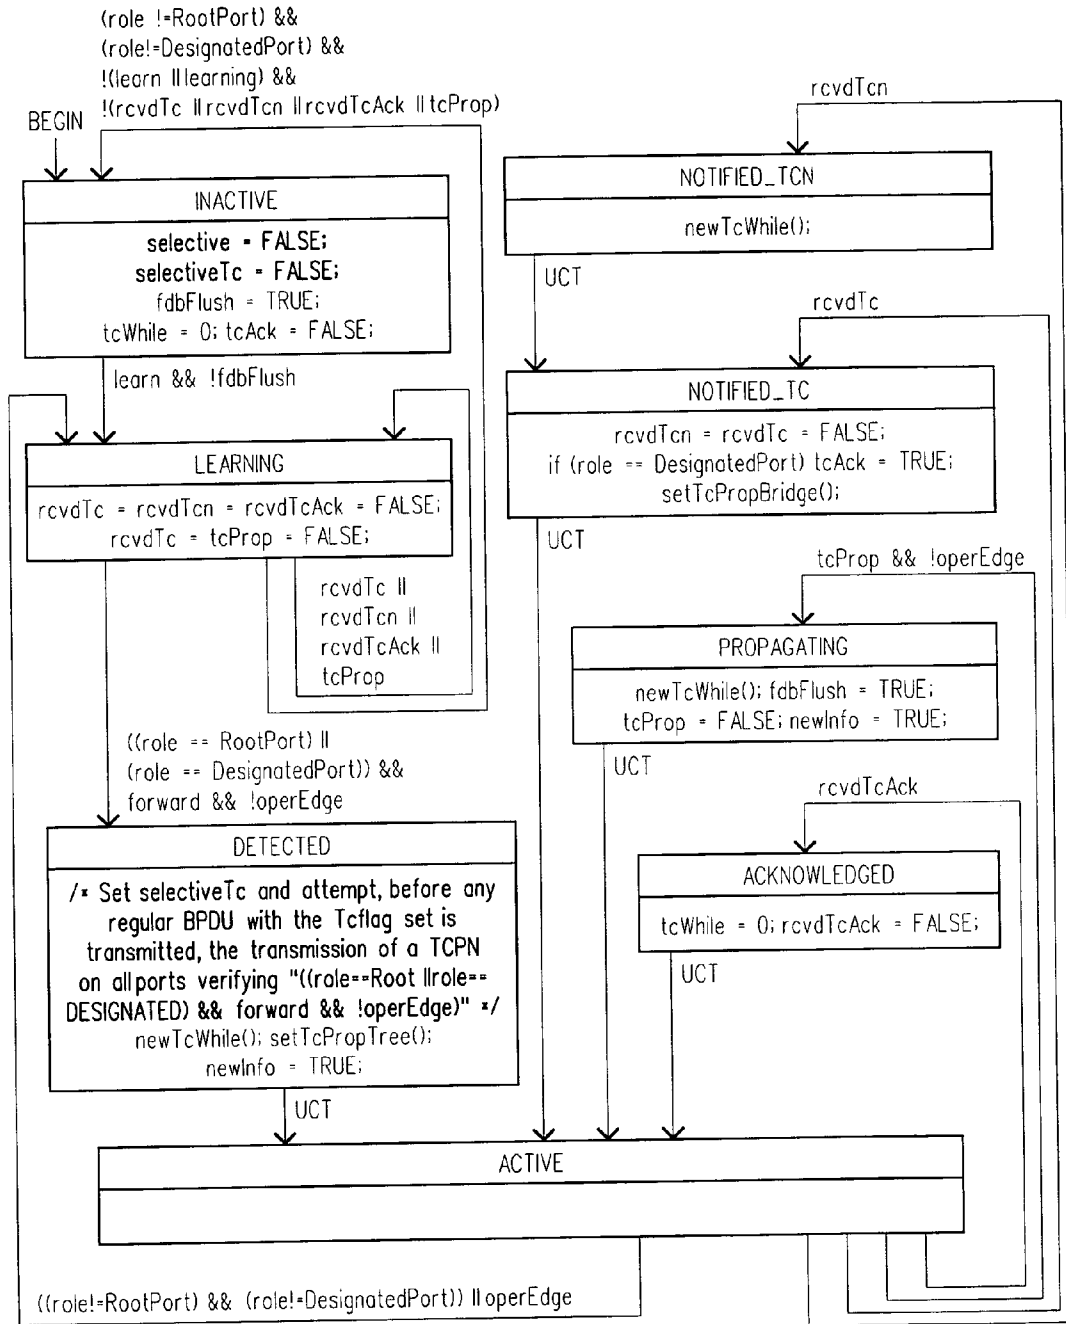 (role !=RootPort) &&
(role!=DesignatedPort) &&
!(learn || learning) &&
!(rcvdTc || rcvdTcn || rcvdTcAck || tcProp)
BEGIN
INACTIVE
selective = FALSE;
selectiveTc = FALSE;
fdbFlush = TRUE;
tcWhile = 0; tcAck = FALSE;
learn && !fdbFlush
LEARNING
rcvdTc = rcvdTcn = rcvdTcAck = FALSE;
rcvdTc = tcProp = FALSE;
rcvdTc ||
rcvdTcn ||
rcvdTcAck ||
tcProp
((role == RootPort) ||
(role == DesignatedPort)) &&
forward && !operEdge
DETECTED
/* Set selectiveTc and attempt, before any
regular BPDU with the Tcflag set is
transmitted, the transmission of a TCPN
on all ports verifying "((role==Root ||role==
DESIGNATED) && forward && !operEdge)" */
newTcWhile(); setTcPropTree();
newInfo = TRUE;
UCT
rcvdTcn
NOTIFIED_TCN
newTcWhile();
UCT
rcvdTc
NOTIFIED_TC
rcvdTcn = rcvdTc = FALSE;
if (role == DesignatedPort) tcAck = TRUE;
setTcPropBridge();
UCT
tcProp && !operEdge
PROPAGATING
newTcWhile(); fdbFlush = TRUE;
tcProp = FALSE; newInfo = TRUE;
UCT
rcvdTcAck
ACKNOWLEDGED
tcWhile = 0; rcvdTcAck = FALSE;
UCT
ACTIVE
((role!=RootPort) && (role!=DesignatedPort)) || operEdge